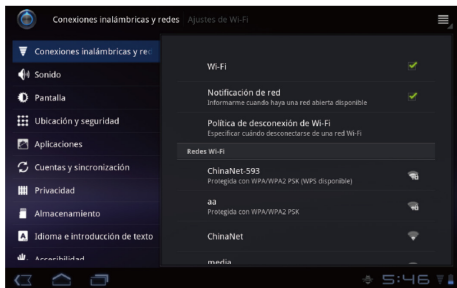 Conexiones inalámbricas y redes Ajustes de Wi-Fi
Conexiones inalámbricas y red
Sonido
Pantalla
Ubicación y seguridad
Aplicaciones
Cuentas y sincronización
Privacidad
Almacenamiento
Idioma e introducción de texto
Accesibilidad
Wi-Fi
Notificación de red
Informarme cuando haya una red abierta disponible
Política de desconexión de Wi-Fi
Especificar cuándo desconectarse de una red Wi-Fi
Redes Wi-Fi
ChinaNet-593
Protegida con WPA/WPA2 PSK (WPS disponible)
aa
Protegida con WPA/WPA2 PSK
ChinaNet
media
5:46